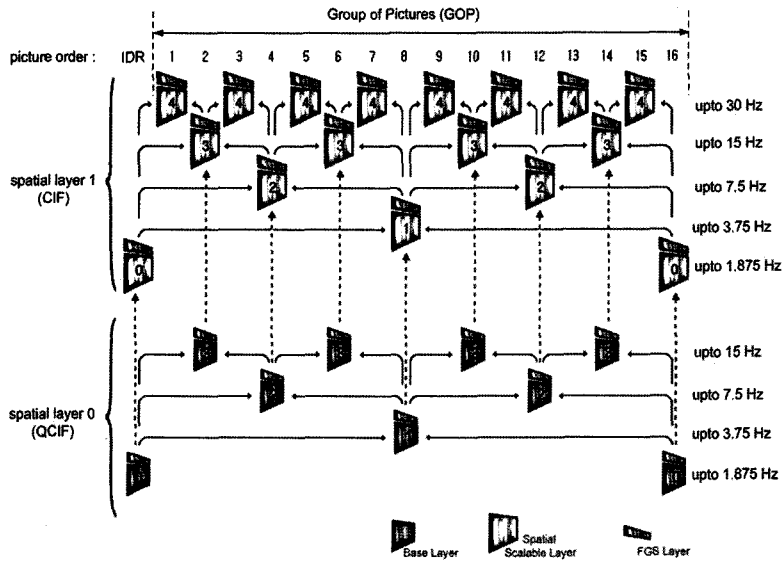 Group of Pictures (GOP)
picture order : IDR 1 2 3 4 5 6 7 8 9 10 11 12 13 14 15 16
4 4 4 4 4 4 4 4 upto 30 Hz
3 3 3 3 upto 15 Hz
spatial layer 1
(CIF)
2 2 upto 7.5 Hz
1 upto 3.75 Hz
0 0 upto 1.875 Hz
upto 15 Hz
upto 7.5 Hz
spatial layer 0
(QCIF)
upto 3.75 Hz
upto 1.875 Hz
Base Layer
Spatial
Scalable Layer
FGS Layer